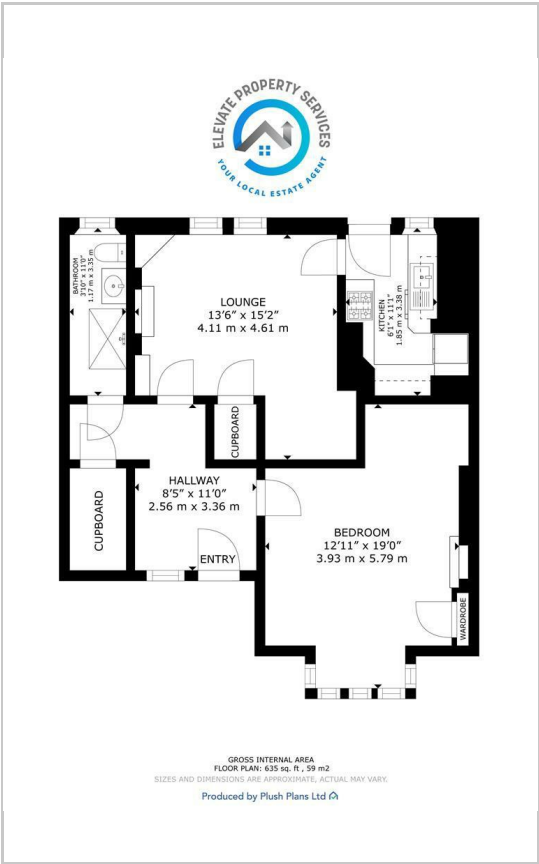 ELEVATE PROPERTY SERVICES
YOUR LOCAL ESTATE AGENT
BATHROOM
3'10" x 11'0"
1.17 m x 3.35 m
LOUNGE
13'6" x 15'2"
4.11 m x 4.61 m
KITCHEN
6'1" x 11'1"
1.85 m x 3.38 m
CUPBOARD
CUPBOARD
HALLWAY
8'5" x 11'0"
2.56 m x 3.36 m
ENTRY
BEDROOM
12'11" x 19'0"
3.93 m x 5.79 m
WARDROBE
GROSS INTERNAL AREA
FLOOR PLAN: 635 sq. ft , 59 m2
SIZES AND DIMENSIONS ARE APPROXIMATE, ACTUAL MAY VARY.
Produced by Plush Plans Ltd